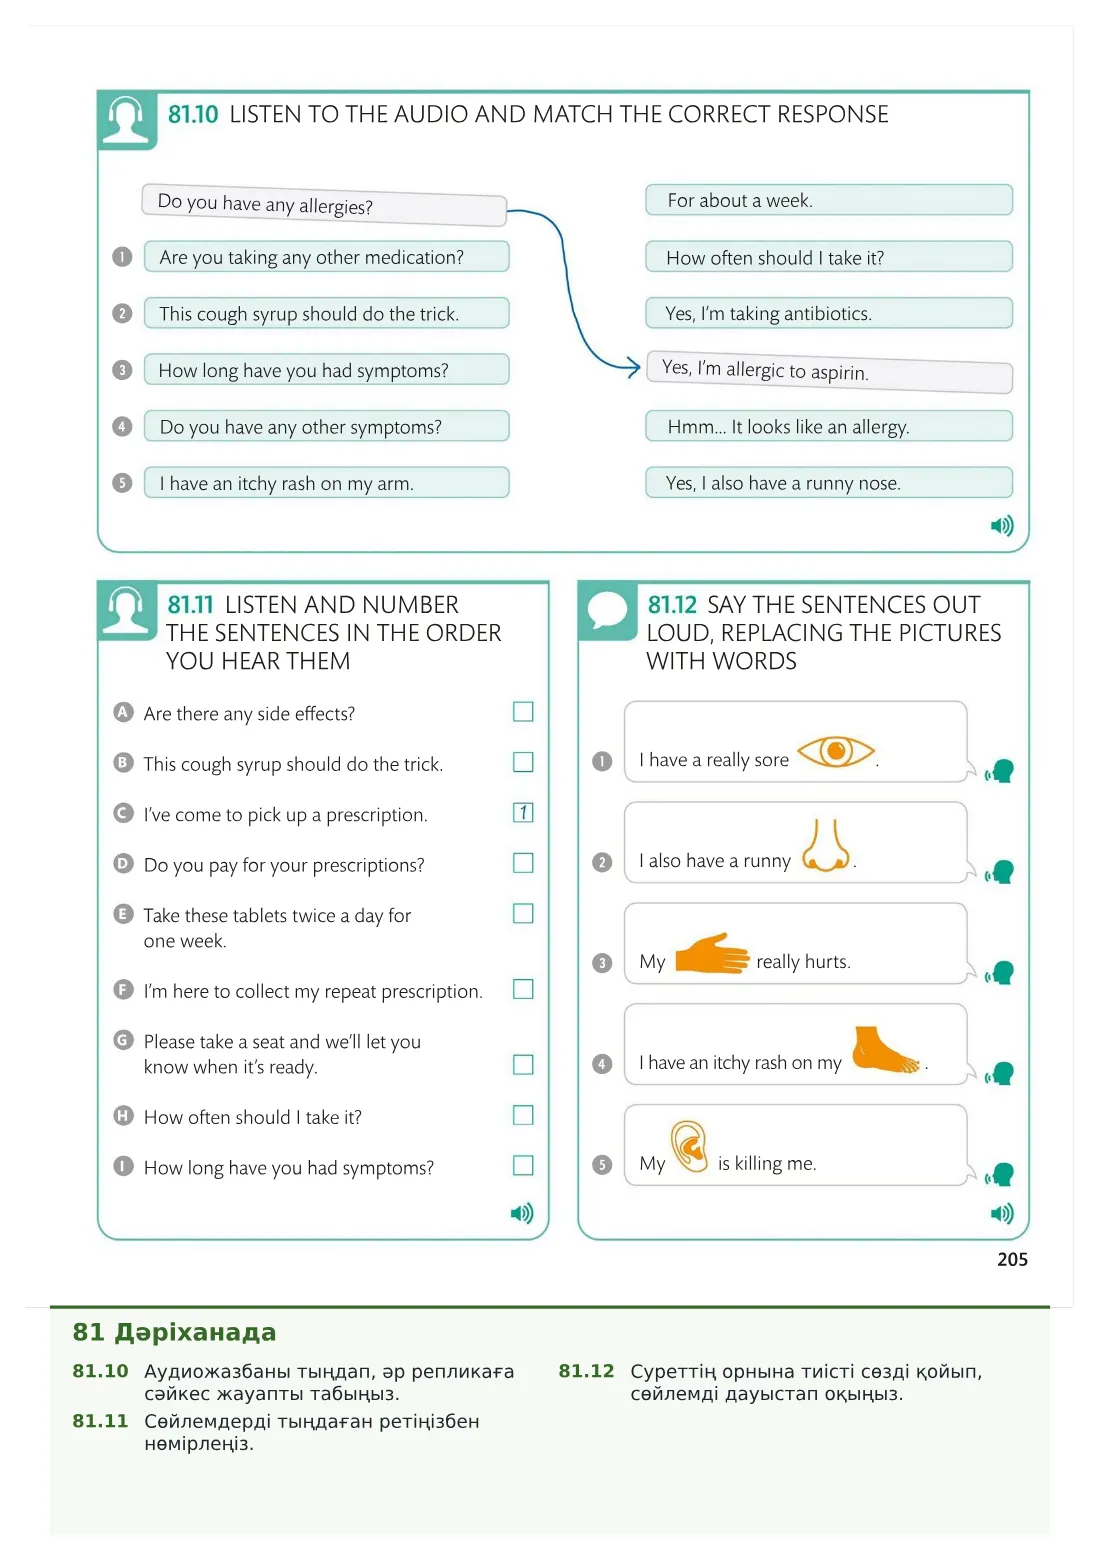 81.10 LISTEN TO THE AUDIO AND MATCH THE CORRECT RESPONSE
Do you have any allergies?
1 Are you taking any other medication?
2 This cough syrup should do the trick.
3 How long have you had symptoms?
4 Do you have any other symptoms?
5 I have an itchy rash on my arm.
For about a week.
How often should I take it?
Yes, I'm taking antibiotics.
Yes, I'm allergic to aspirin.
Hmm... It looks like an allergy.
Yes, I also have a runny nose.
81.11 LISTEN AND NUMBER
THE SENTENCES IN THE ORDER
YOU HEAR THEM
A Are there any side effects?
B This cough syrup should do the trick.
C I've come to pick up a prescription. 1
D Do you pay for your prescriptions?
E Take these tablets twice a day for
one week.
F I'm here to collect my repeat prescription.
G Please take a seat and we'll let you
know when it's ready.
H How often should I take it?
I How long have you had symptoms?
81.12 SAY THE SENTENCES OUT
LOUD, REPLACING THE PICTURES
WITH WORDS
1 I have a really sore .
2 I also have a runny .
3 My really hurts.
4 I have an itchy rash on my .
5 My is killing me.
205
81 Дәріханада
81.10 Аудиожазбаны тыңдап, әр репликаға
сәйкес жауапты табыңыз.
81.11 Сөйлемдерді тыңдаған ретіңізбен
нөмірлеңіз.
81.12 Суреттің орнына тиісті сөзді қойып,
сөйлемді дауыстап оқыңыз.